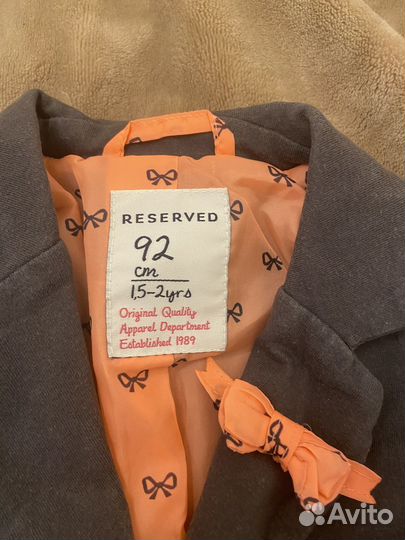 RESERVED
92
cm
1,5-2yrs
Original Quality
Apparel Department
Established 1989
Avito